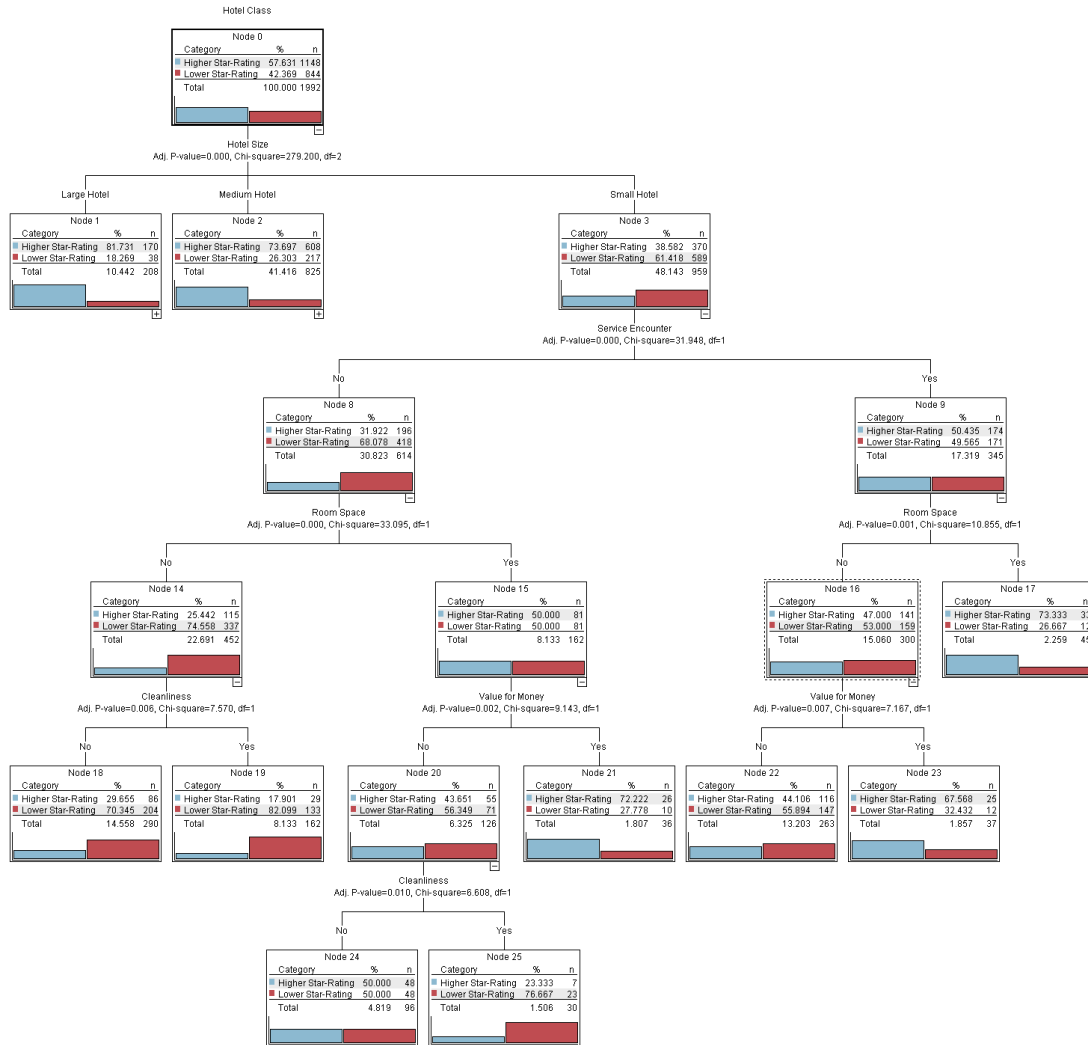 Hotel Class
Node 0
Category % n
Higher Star-Rating 57.631 1148
Lower Star-Rating 42.369 844
Total 100.000 1992
Hotel Size
Adj. P-value=0.000, Chi-square=279.200, df=2
Large Hotel
Medium Hotel
Small Hotel
Node 1
Category % n
Higher Star-Rating 81.731 170
Lower Star-Rating 18.269 38
Total 10.442 208
Node 2
Category % n
Higher Star-Rating 73.697 608
Lower Star-Rating 26.303 217
Total 41.416 825
Node 3
Category % n
Higher Star-Rating 38.582 370
Lower Star-Rating 61.418 589
Total 48.143 959
Service Encounter
Adj. P-value=0.000, Chi-square=31.948, df=1
No
Yes
Node 8
Category % n
Higher Star-Rating 31.922 196
Lower Star-Rating 68.078 418
Total 30.823 614
Node 9
Category % n
Higher Star-Rating 50.435 174
Lower Star-Rating 49.565 171
Total 17.319 345
Room Space
Adj. P-value=0.000, Chi-square=33.095, df=1
Room Space
Adj. P-value=0.001, Chi-square=10.855, df=1
No
Yes
No
Yes
Node 14
Category % n
Higher Star-Rating 25.442 115
Lower Star-Rating 74.558 337
Total 22.691 452
Node 15
Category % n
Higher Star-Rating 50.000 81
Lower Star-Rating 50.000 81
Total 8.133 162
Node 16
Category % n
Higher Star-Rating 47.000 141
Lower Star-Rating 53.000 159
Total 15.060 300
Node 17
Category % n
Higher Star-Rating 73.333
Lower Star-Rating 26.667
Total 2.259
Cleanliness
Adj. P-value=0.006, Chi-square=7.570, df=1
Value for Money
Adj. P-value=0.002, Chi-square=9.143, df=1
Value for Money
Adj. P-value=0.007, Chi-square=7.167, df=1
No
Yes
No
Yes
No
Yes
Node 18
Category % n
Higher Star-Rating 29.655 86
Lower Star-Rating 70.345 204
Total 14.558 290
Node 19
Category % n
Higher Star-Rating 17.901 29
Lower Star-Rating 82.099 133
Total 8.133 162
Node 20
Category % n
Higher Star-Rating 43.651 55
Lower Star-Rating 56.349 71
Total 6.325 126
Node 21
Category % n
Higher Star-Rating 72.222 26
Lower Star-Rating 27.778 10
Total 1.807 36
Node 22
Category % n
Higher Star-Rating 44.106 116
Lower Star-Rating 55.894 147
Total 13.203 263
Node 23
Category % n
Higher Star-Rating 67.568 25
Lower Star-Rating 32.432 12
Total 1.857 37
Cleanliness
Adj. P-value=0.010, Chi-square=6.608, df=1
No
Yes
Node 24
Category % n
Higher Star-Rating 50.000 48
Lower Star-Rating 50.000 48
Total 4.819 96
Node 25
Category % n
Higher Star-Rating 23.333 7
Lower Star-Rating 76.667 23
Total 1.506 30